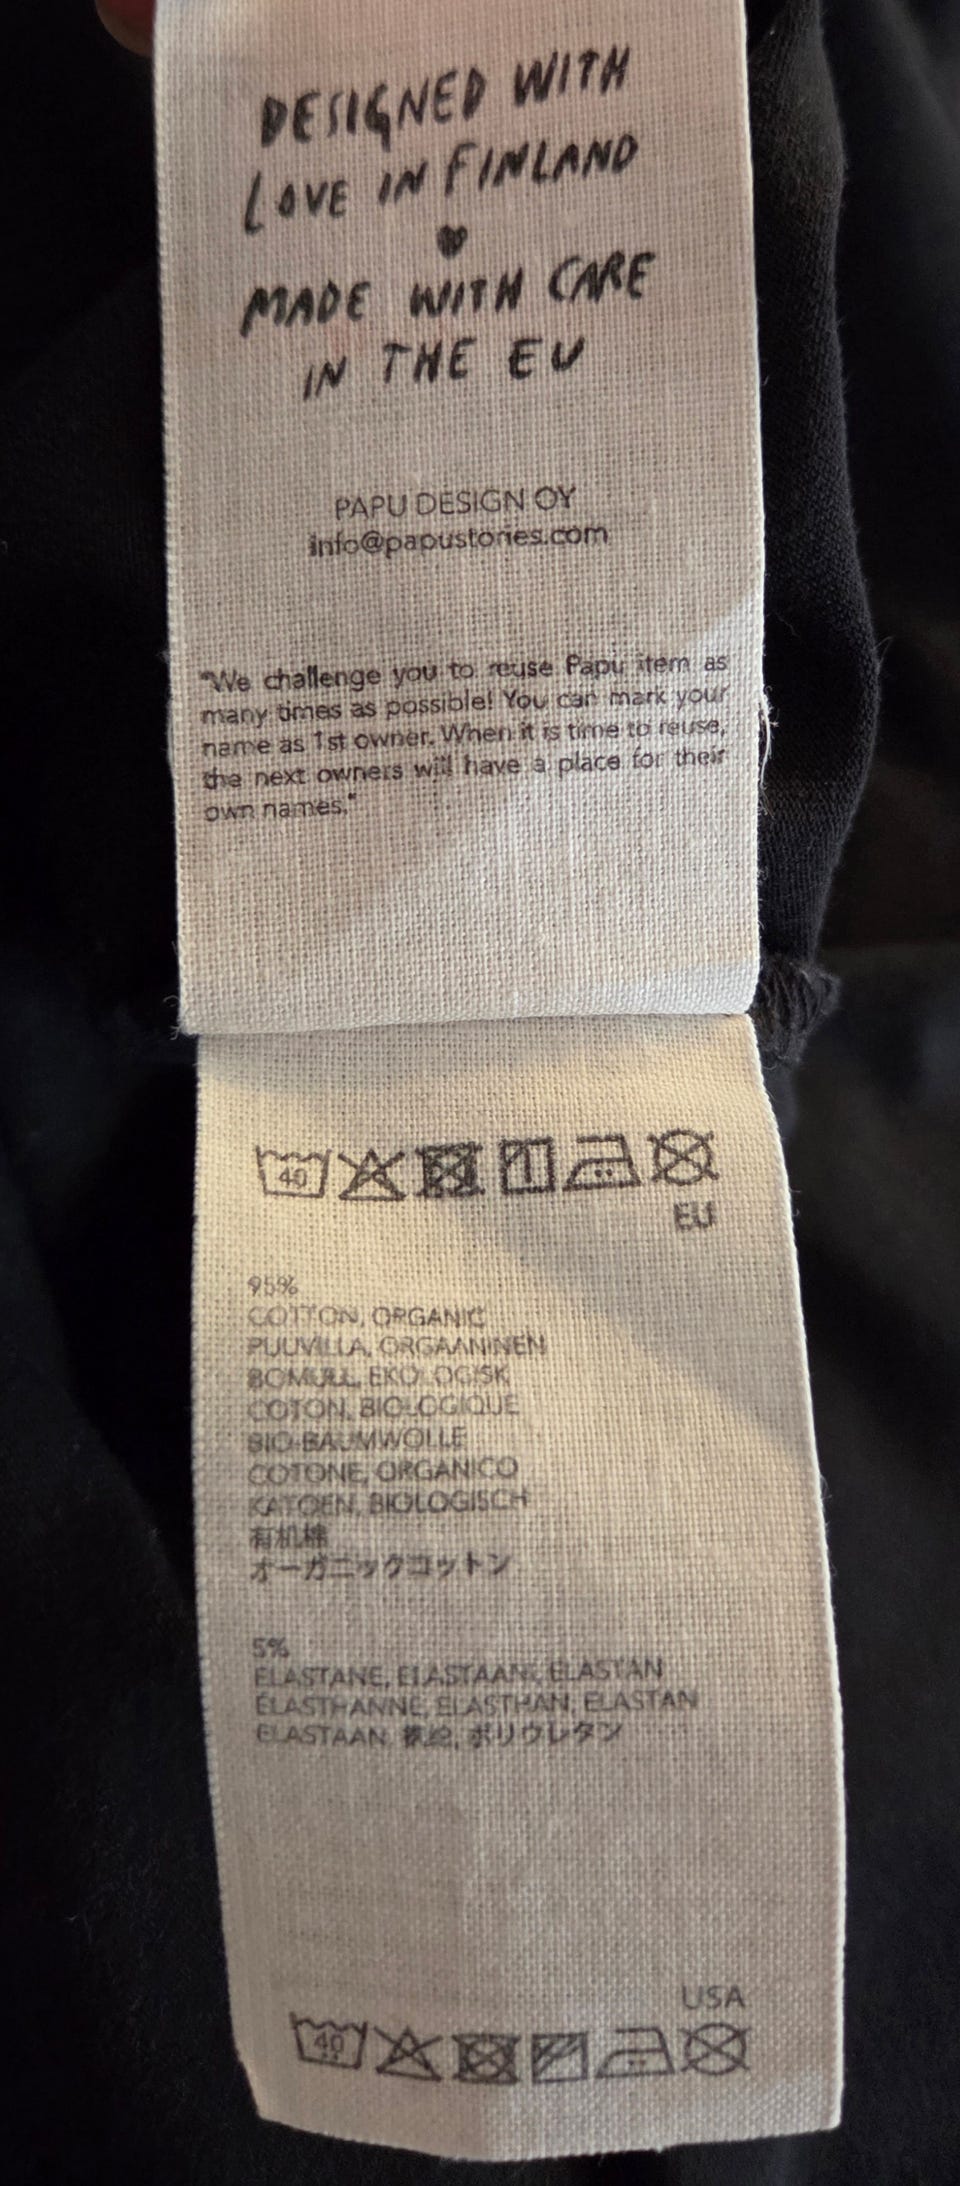 DESIGNED WITH
LOVE IN FINLAND
MADE WITH CARE
IN THE EU
PAPU DESIGN OY
info@papustories.com
"We challenge you to reuse Papu item as
many times as possible! You can mark your
name as 1st owner. When it is time to reuse,
the next owners will have a place for their
own names."
40
EU
95%
COTTON, ORGANIC
PUUVILLA, ORGAANINEN
BOMULL, EKOLOGISK
COTON, BIOLOGIQUE
BIO-BAUMWOLLE
COTONE, ORGANICO
KATOEN, BIOLOGISCH
有机棉
オーガニックコットン
5%
ELASTANE, ELASTAANI, ELASTAN
ÉLASTHANNE, ELASTHAN, ELASTAN
ELASTAAN, ポリウレタン
USA
40